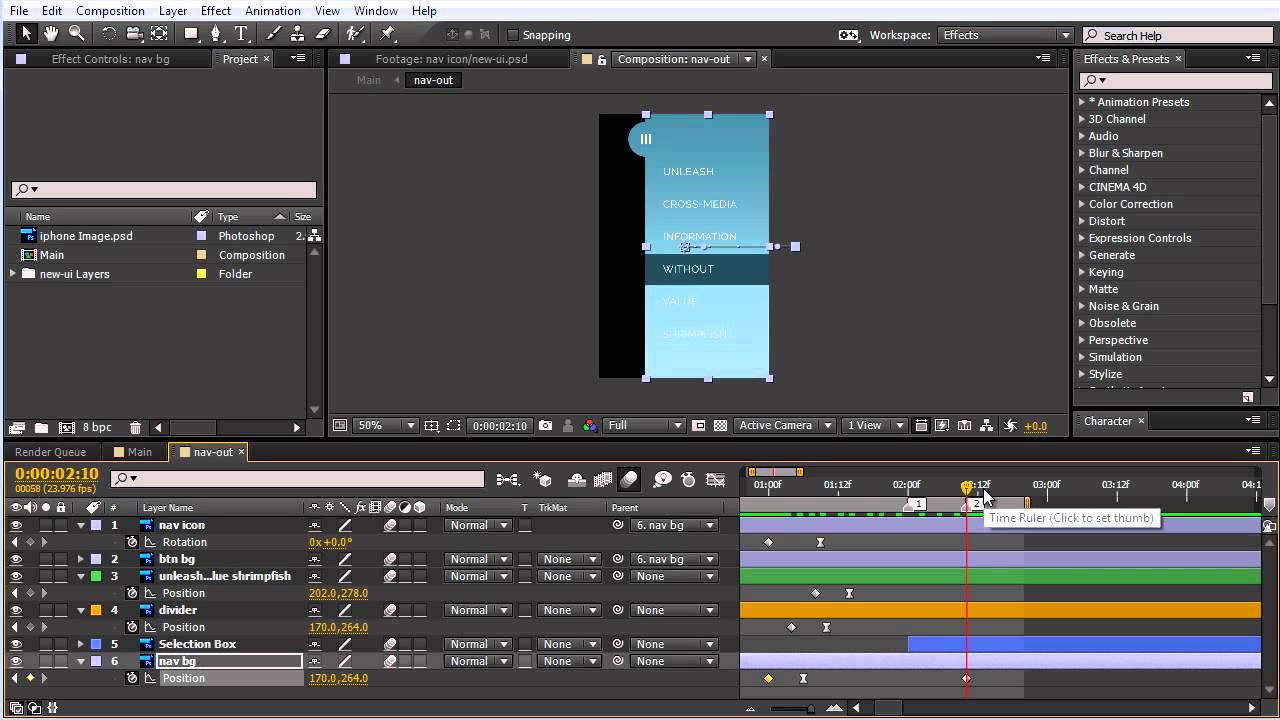 File Edit Composition Layer Effect Animation View Window Help
Snapping Workspace: Effects Search Help
Effect Controls: nav bg Project × Footage: nav icon/new-ui.psd Composition: nav-out × Effects & Presets ×
Main nav-out
Name Type Size
iphone Image.psd Photoshop 2.
Main Composition
new-ui Layers Folder
8 bpc
UNLEASH
CROSS-MEDIA
INFORMATION
WITHOUT
VALUE
SHRIMPFISH
50% 0:00:02:10 Full Active Camera 1 View +0.0
* Animation Presets
3D Channel
Audio
Blur & Sharpen
Channel
CINEMA 4D
Color Correction
Distort
Expression Controls
Generate
Keying
Matte
Noise & Grain
Obsolete
Perspective
Simulation
Stylize
Character ×
Render Queue Main nav-out ×
0:00:02:10
00058 (23.976 fps)
01:00f 01:12f 02:00f 02:12f 03:00f 03:12f 04:00f 04:1
# Layer Name Mode T TrkMat Parent 1 2
Time Ruler (Click to set thumb)
1 nav icon Normal 6. nav bg
Rotation 0x+0.0°
2 btn bg Normal None 6. nav bg
3 unleash...lue shrimpfish Normal None None
Position 202.0,278.0
4 divider Normal None None
Position 170.0,264.0
5 Selection Box Normal None None
6 nav bg Normal None None
Position 170.0,264.0